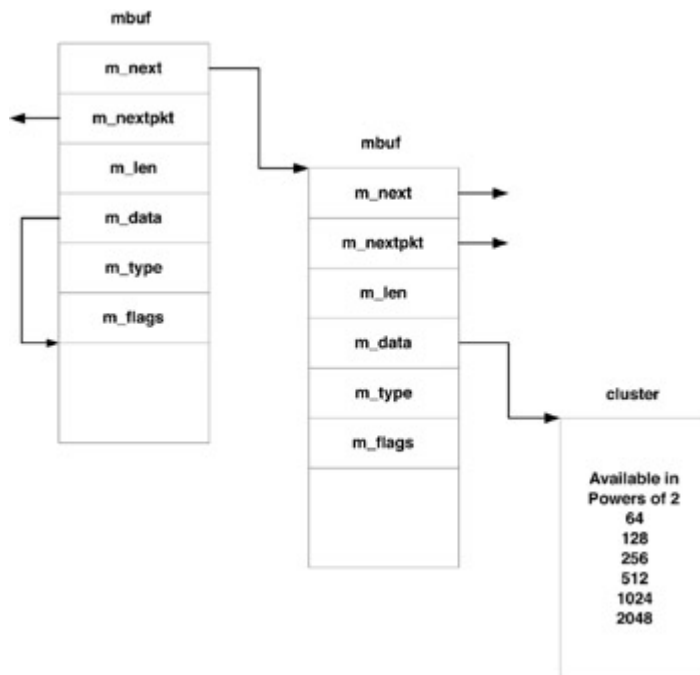 mbuf
m_next
m_nextpkt
m_len
m_data
m_type
m_flags
mbuf
m_next
m_nextpkt
m_len
m_data
m_type
m_flags
cluster
Available in
Powers of 2
64
128
256
512
1024
2048